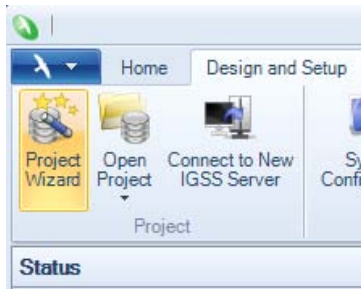 Home
Design and Setup
Project Wizard
Open Project
Connect to New IGSS Server
Project
Status